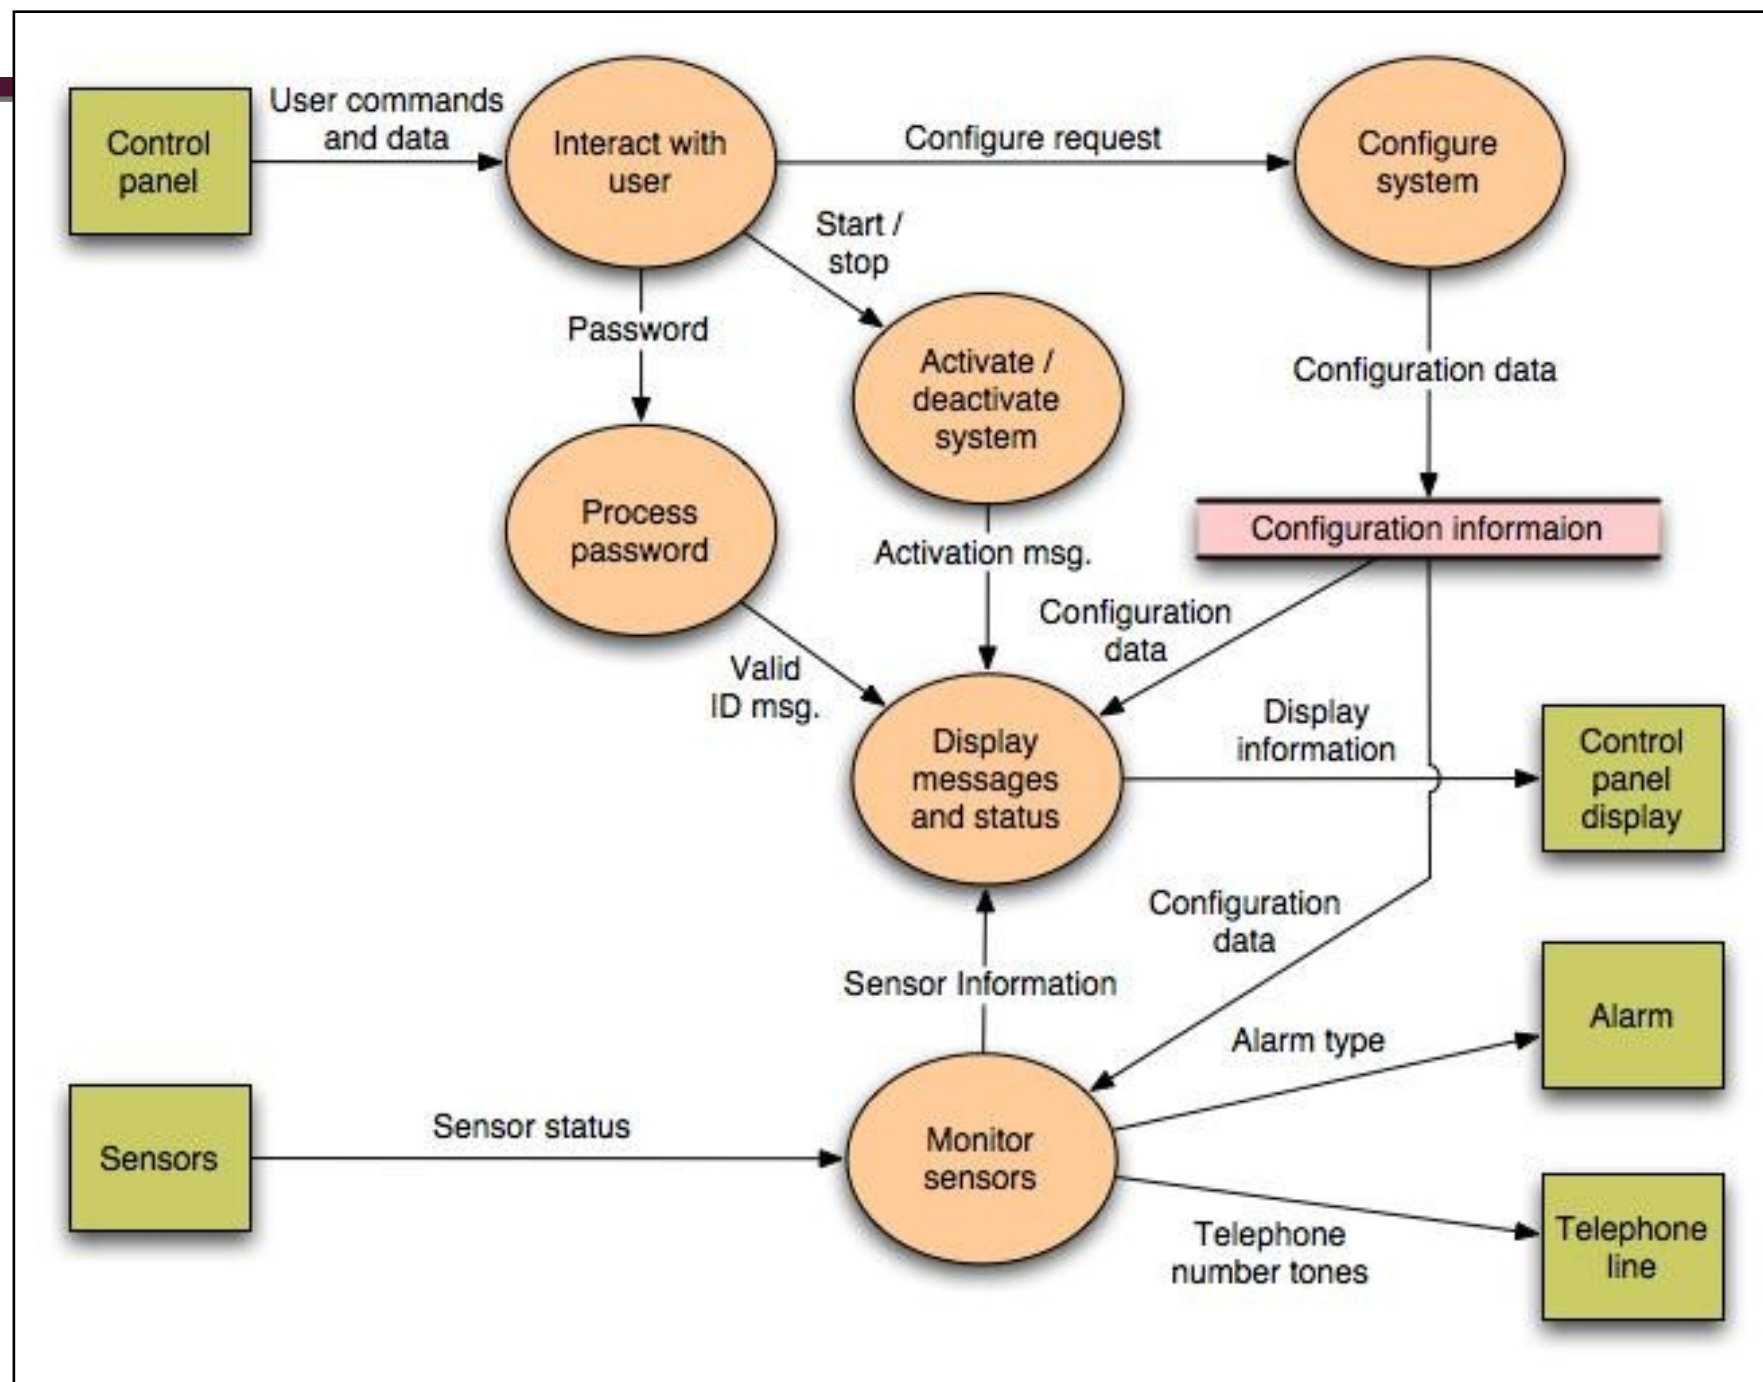 User commands
and data
Control
panel
Interact with
user
Configure request
Configure
system
Start /
stop
Password
Activate /
deactivate
system
Configuration data
Process
password
Activation msg.
Configuration informaion
Configuration
data
Valid
ID msg.
Display
messages
and status
Display
information
Control
panel
display
Configuration
data
Sensor Information
Alarm type
Alarm
Sensors
Sensor status
Monitor
sensors
Telephone
number tones
Telephone
line